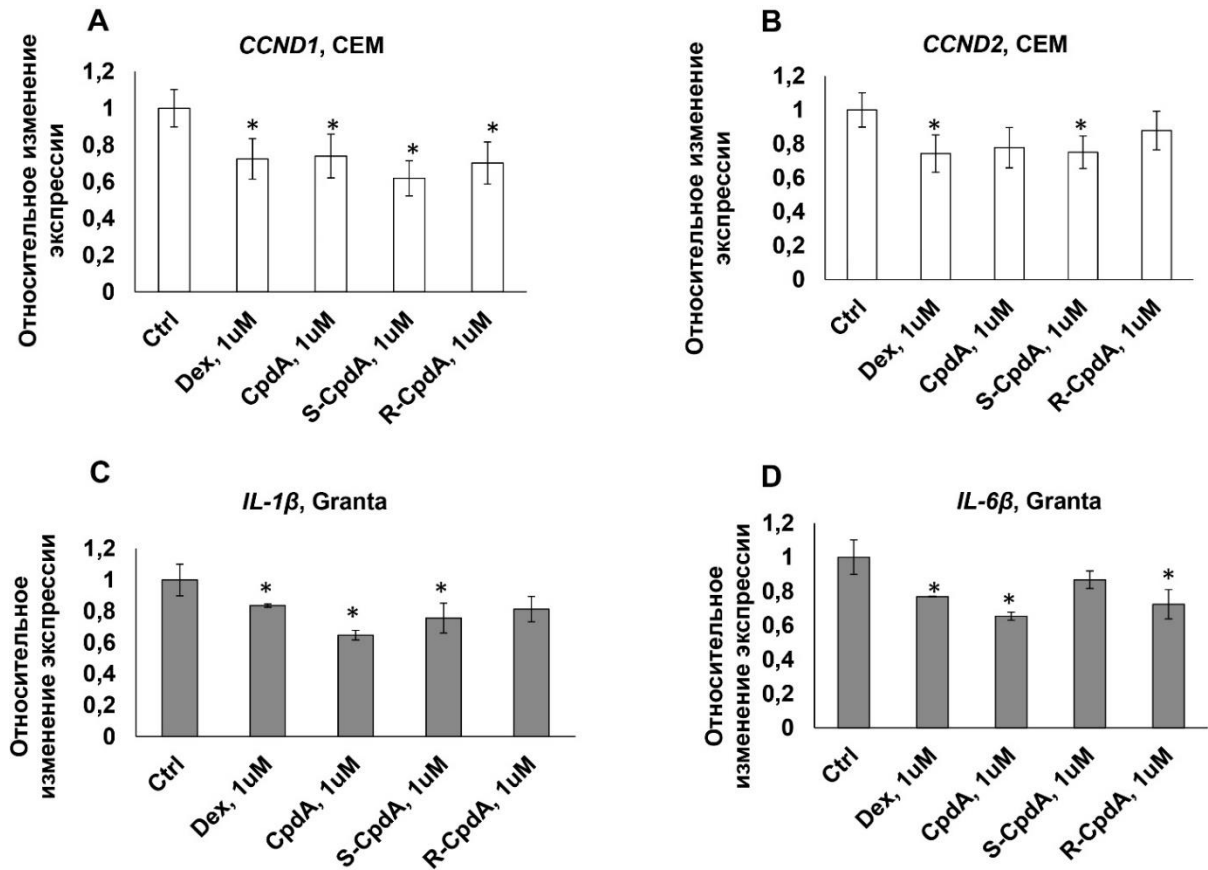 A
CCND1, CEM
Относительное изменение
экспрессии
1,2
1
0,8
0,6
0,4
0,2
0
*
*
*
*
Ctrl
Dex, 1uM
CpdA, 1uM
S-CpdA, 1uM
R-CpdA, 1uM
B
CCND2, CEM
Относительное изменение
экспрессии
1,2
1
0,8
0,6
0,4
0,2
0
*
*
Ctrl
Dex, 1uM
CpdA, 1uM
S-CpdA, 1uM
R-CpdA, 1uM
C
IL-1β, Granta
Относительное
изменение экспрессии
1,2
1
0,8
0,6
0,4
0,2
0
*
*
*
Ctrl
Dex, 1uM
CpdA, 1uM
S-CpdA, 1uM
R-CpdA, 1uM
D
IL-6β, Granta
Относительное
изменение экспрессии
1,2
1
0,8
0,6
0,4
0,2
0
*
*
*
Ctrl
Dex, 1uM
CpdA, 1uM
S-CpdA, 1uM
R-CpdA, 1uM